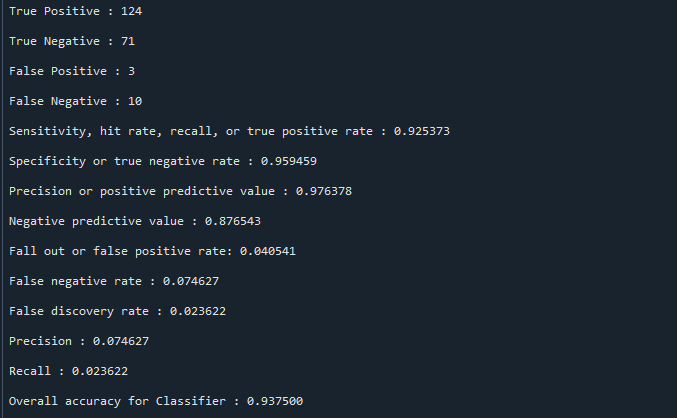 True Positive : 124
True Negative : 71
False Positive : 3
False Negative : 10
Sensitivity, hit rate, recall, or true positive rate : 0.925373
Specificity or true negative rate : 0.959459
Precision or positive predictive value : 0.976378
Negative predictive value : 0.876543
Fall out or false positive rate: 0.040541
False negative rate : 0.074627
False discovery rate : 0.023622
Precision : 0.074627
Recall : 0.023622
Overall accuracy for Classifier : 0.937500